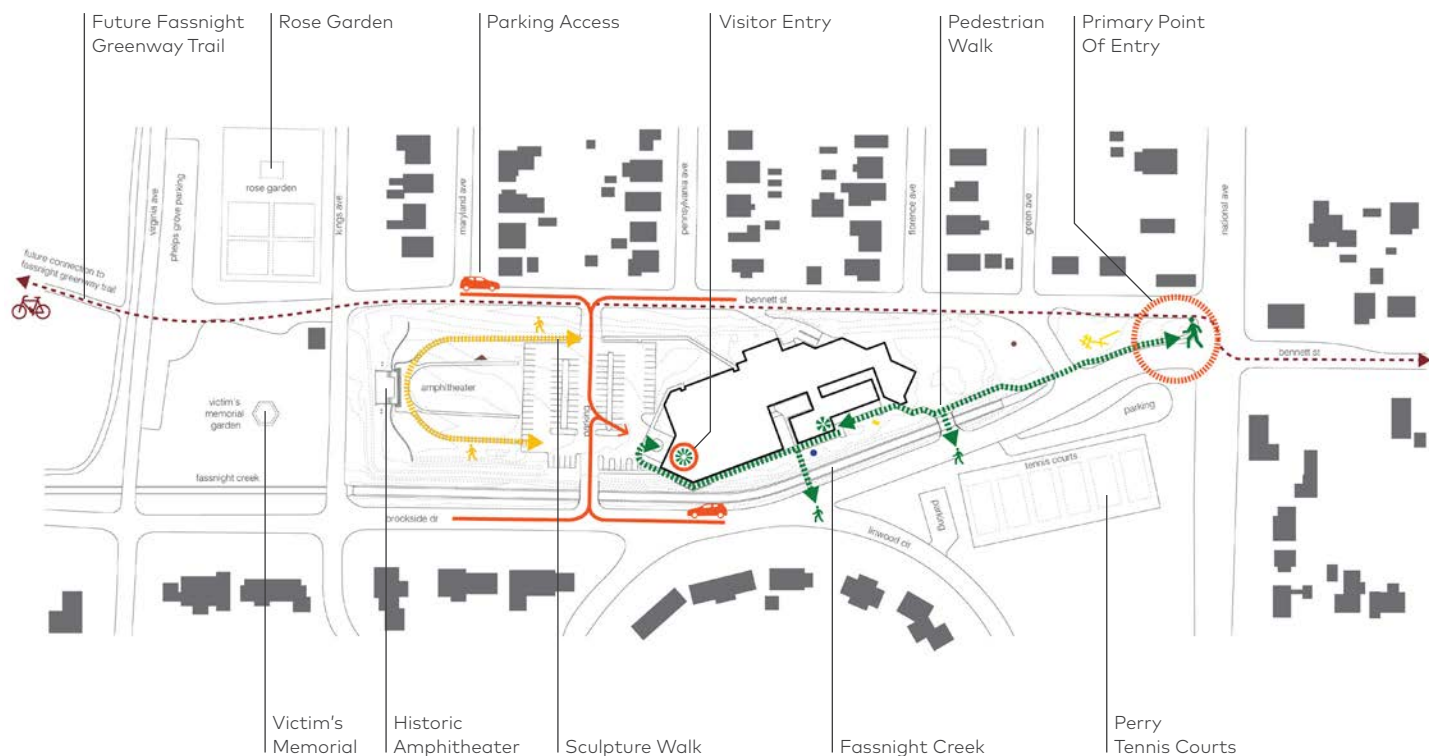 Future Fassnight
Greenway Trail
Rose Garden
Parking Access
Visitor Entry
Pedestrian
Walk
Primary Point
Of Entry
rose garden
virginia ave
phelps grove parking
kings ave
maryland ave
pennsylvania ave
florence ave
green ave
national ave
future connection to
fassnight greenway trail
bennett st
bennett st
amphitheater
parking
victim's
memorial
garden
fassnight creek
brookside dr
parking
tennis courts
parking
linwood cir
Victim's
Memorial
Historic
Amphitheater
Sculpture Walk
Fassnight Creek
Perry
Tennis Courts